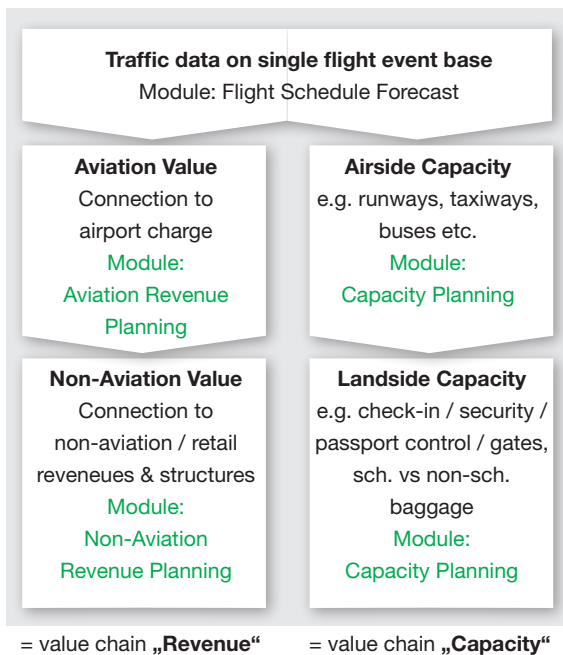 Traffic data on single flight event base
Module: Flight Schedule Forecast
Aviation Value
Connection to
airport charge
Module:
Aviation Revenue
Planning
Airside Capacity
e.g. runways, taxiways,
buses etc.
Module:
Capacity Planning
Non-Aviation Value
Connection to
non-aviation / retail
reveneues & structures
Module:
Non-Aviation
Revenue Planning
Landside Capacity
e.g. check-in / security /
passport control / gates,
sch. vs non-sch.
baggage
Module:
Capacity Planning
= value chain „Revenue“
= value chain „Capacity“